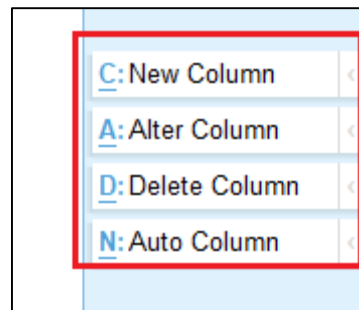 C: New Column
A: Alter Column
D: Delete Column
N: Auto Column